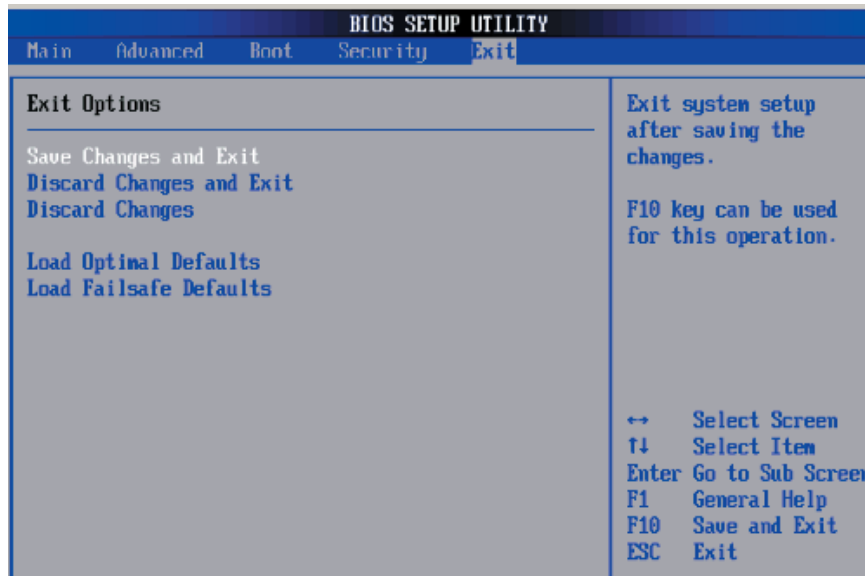 BIOS SETUP UTILITY
Main Advanced Boot Security Exit
Exit Options
Save Changes and Exit
Discard Changes and Exit
Discard Changes
Load Optimal Defaults
Load Failsafe Defaults
Exit system setup
after saving the
changes.
F10 key can be used
for this operation.
↔ Select Screen
↑↓ Select Item
Enter Go to Sub Screen
F1 General Help
F10 Save and Exit
ESC Exit